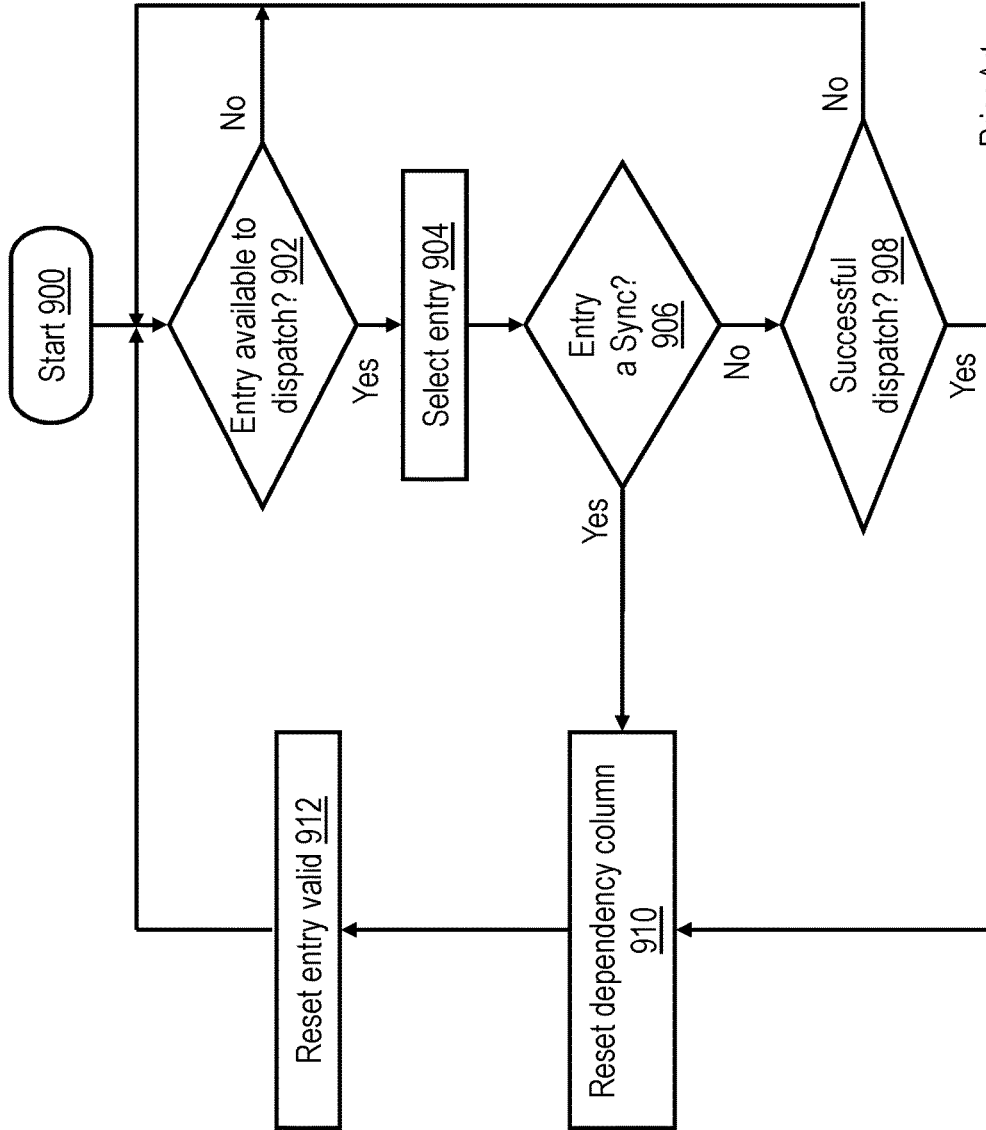 Start 900
Entry available to
dispatch? 902
No
Yes
Select entry 904
Entry
a Sync?
906
Yes
No
Successful
dispatch? 908
No
Yes
Reset dependency column
910
Reset entry valid 912